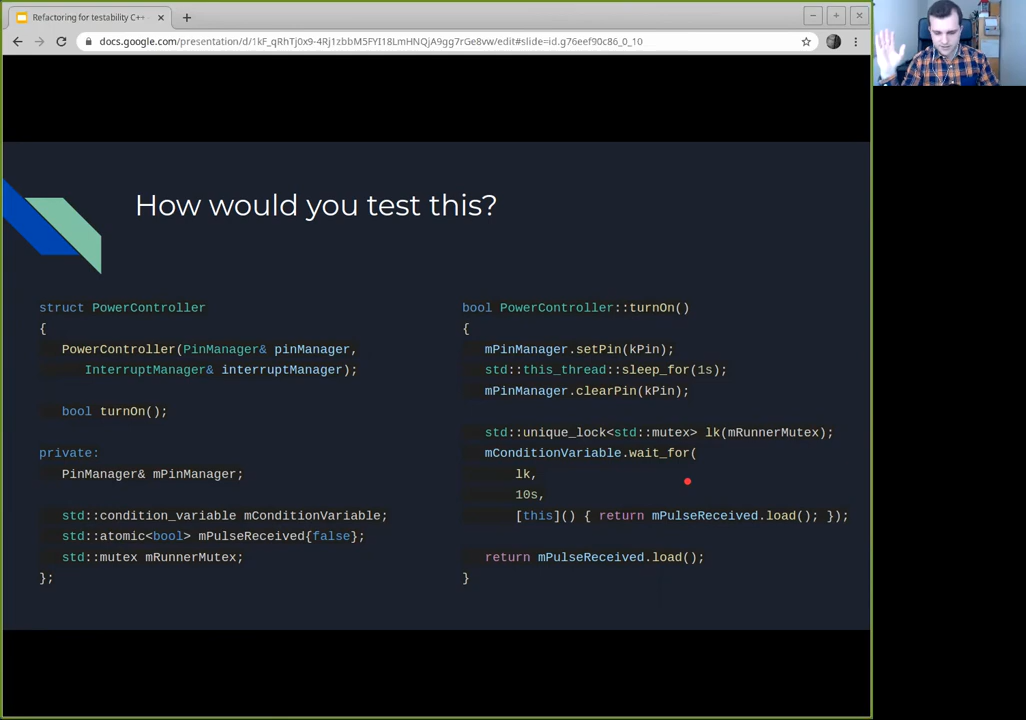 Refactoring for testability C++ -
docs.google.com/presentation/d/1kF_qRhTj0x9-4Rj1zbbM5FYI18LmHNQjA9gg7rGe8vw/edit#slide=id.g76eef90c86_0_10
How would you test this?
struct PowerController
{
PowerController(PinManager& pinManager,
InterruptManager& interruptManager);
bool turnOn();
private:
PinManager& mPinManager;
std::condition_variable mConditionVariable;
std::atomic<bool> mPulseReceived{false};
std::mutex mRunnerMutex;
};
bool PowerController::turnOn()
{
mPinManager.setPin(kPin);
std::this_thread::sleep_for(1s);
mPinManager.clearPin(kPin);
std::unique_lock<std::mutex> lk(mRunnerMutex);
mConditionVariable.wait_for(
lk,
10s,
[this]() { return mPulseReceived.load(); });
return mPulseReceived.load();
}